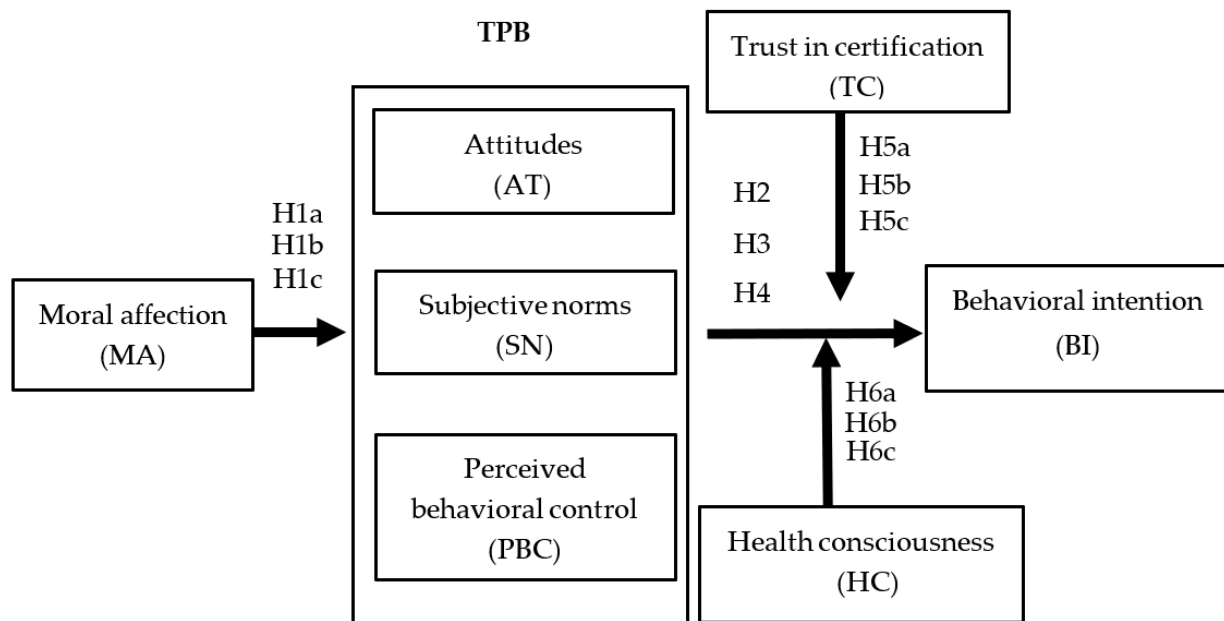 TPB
Trust in certification
(TC)
Attitudes
(AT)
H5a
H5b
H5c
H2
H3
H4
H1a
H1b
H1c
Moral affection
(MA)
Subjective norms
(SN)
Behavioral intention
(BI)
Perceived
behavioral control
(PBC)
H6a
H6b
H6c
Health consciousness
(HC)